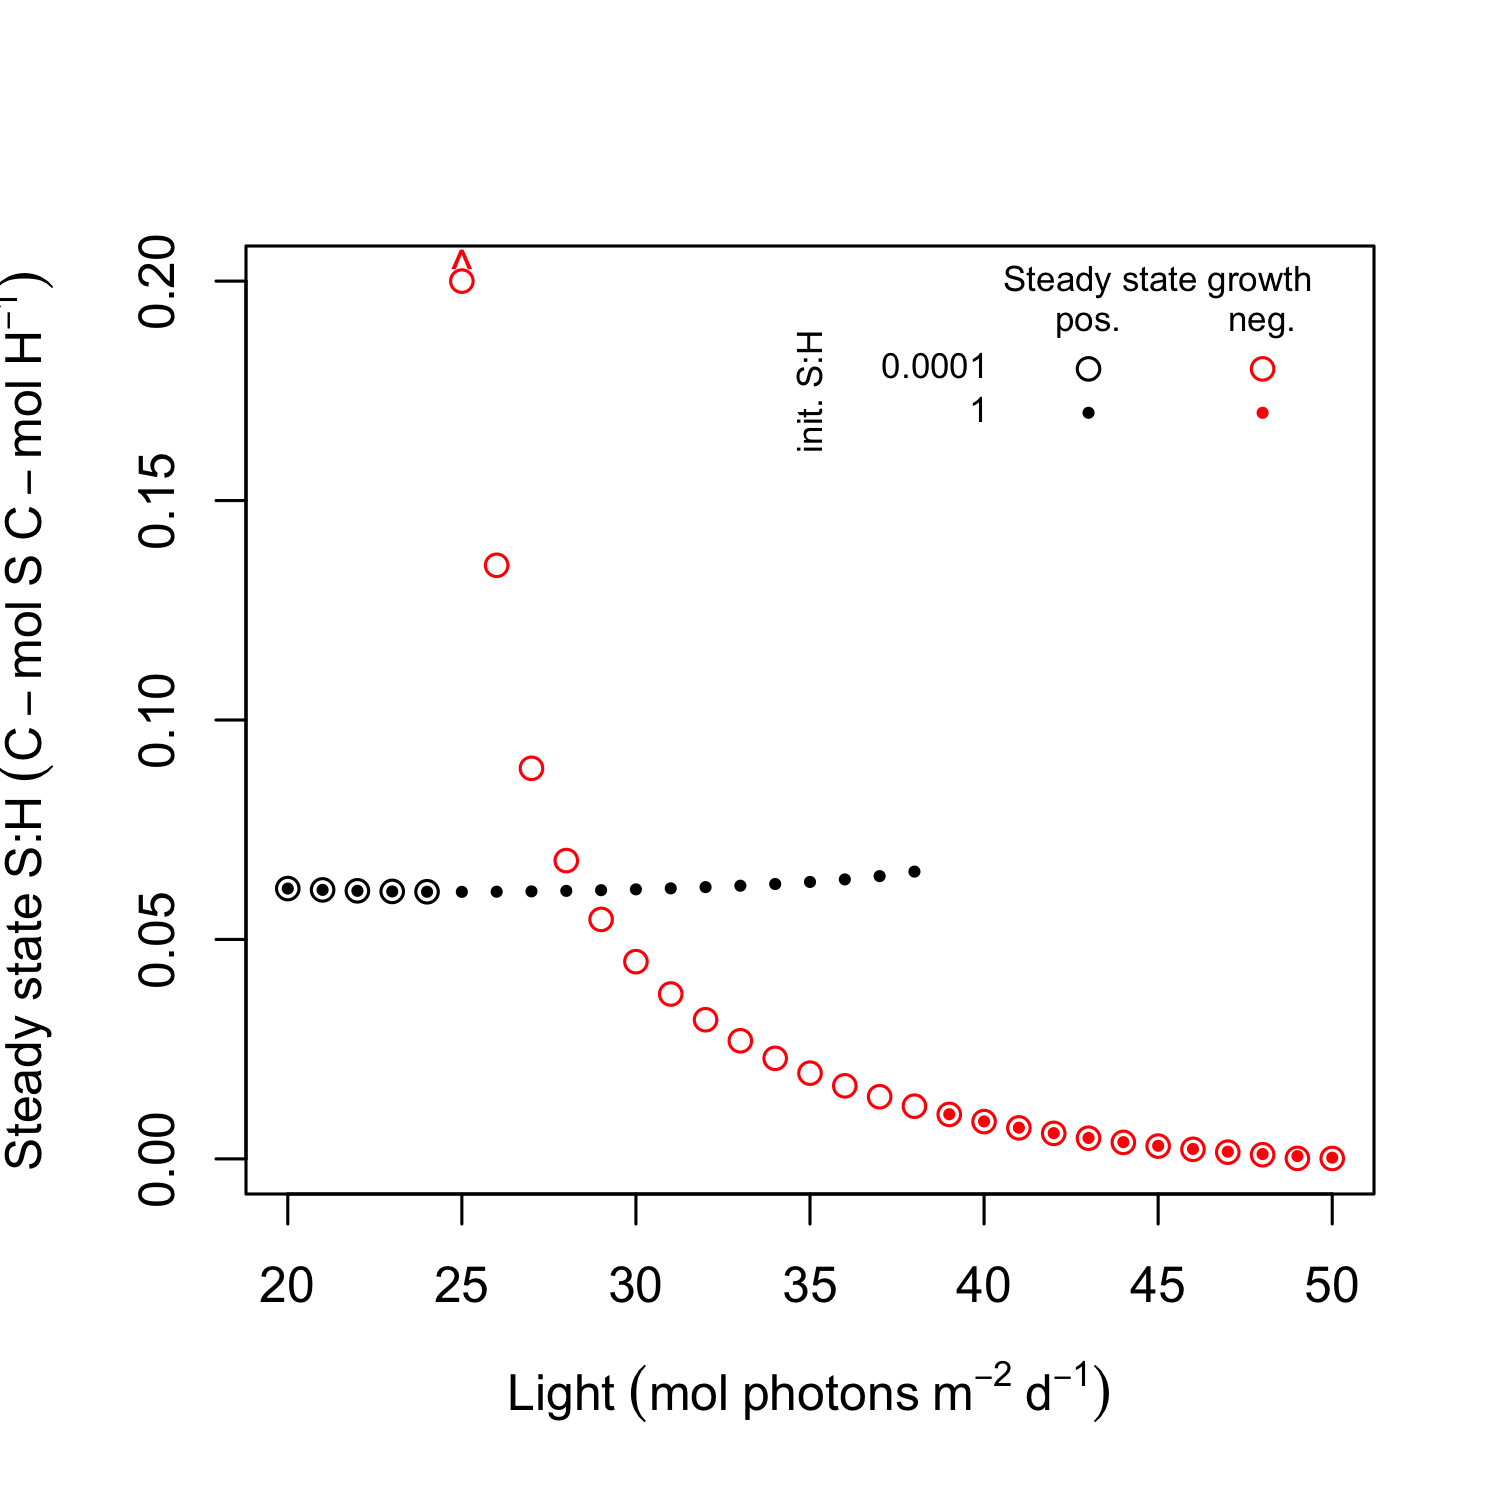 Steady state S:H (C − mol S C − mol H⁻¹)
0.20
0.15
0.10
0.05
0.00
^
Steady state growth
pos. neg.
init. S:H
0.0001
1
20 25 30 35 40 45 50
Light (mol photons m⁻² d⁻¹)